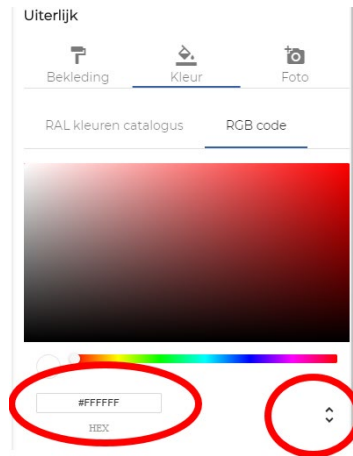 Uiterlijk
Bekleding Kleur Foto
RAL kleuren catalogus RGB code
#FFFFFF
HEX